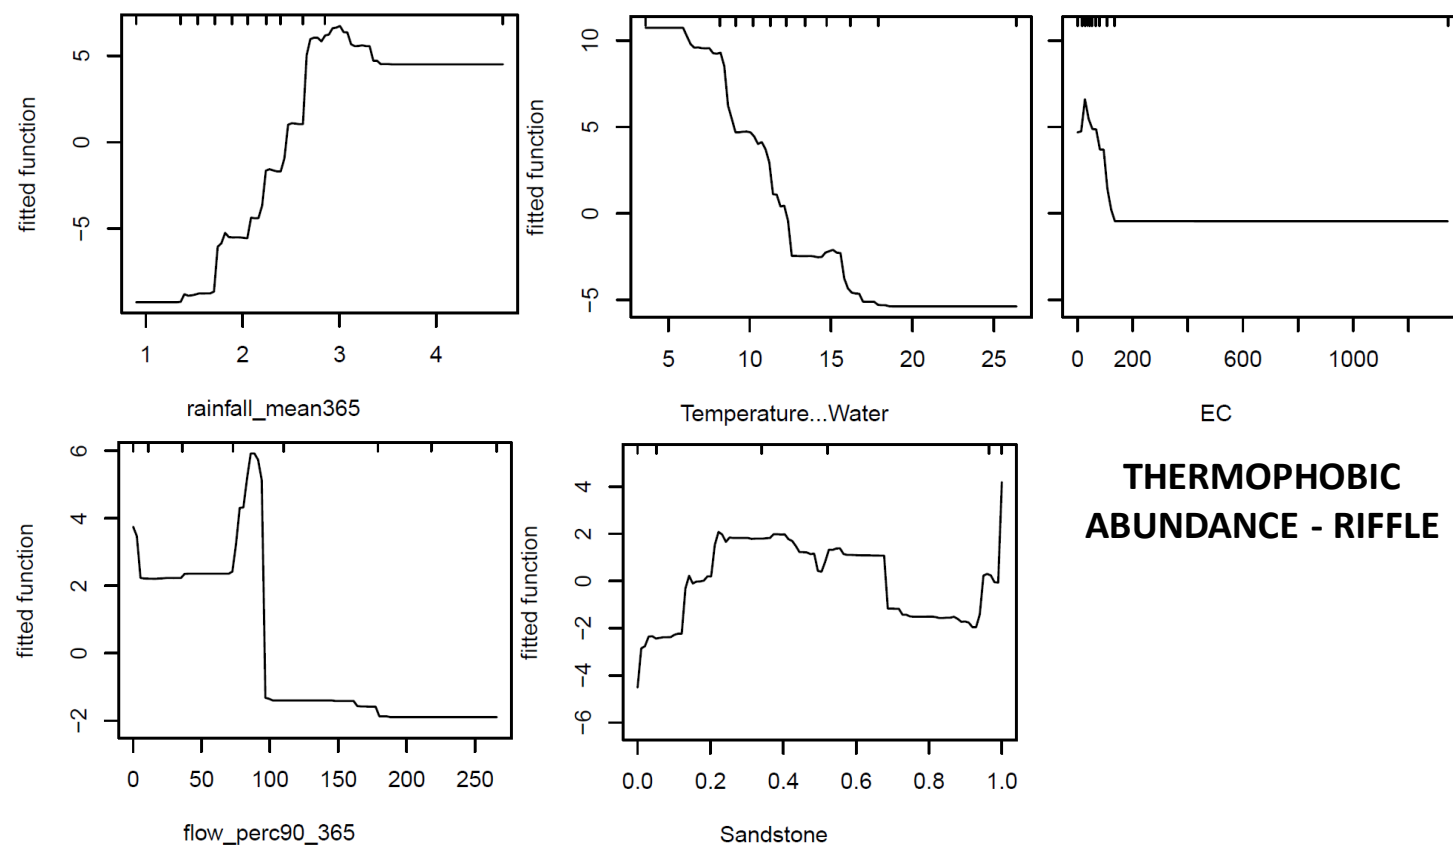 fitted function
5
0
−5
1 2 3 4
rainfall_mean365
fitted function
10
5
0
−5
5 10 15 20 25
Temperature...Water
0 200 600 1000
EC
fitted function
6
4
2
0
−2
0 50 100 150 200 250
flow_perc90_365
fitted function
4
2
0
−2
−4
−6
0.0 0.2 0.4 0.6 0.8 1.0
Sandstone
THERMOPHOBIC
ABUNDANCE - RIFFLE